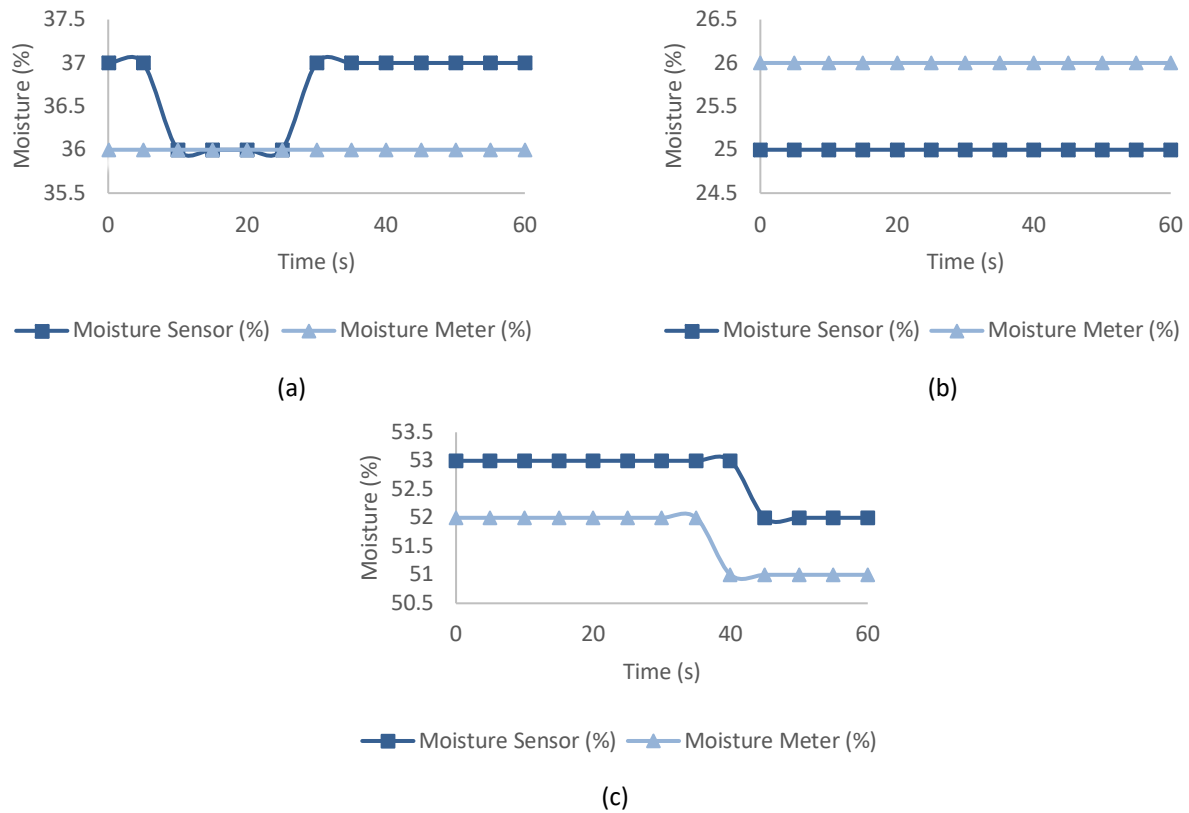 37.5
37
36.5
36
35.5
Moisture (%)
0 20 40 60
Time (s)
Moisture Sensor (%) Moisture Meter (%)
(a)
26.5
26
25.5
25
24.5
Moisture (%)
0 20 40 60
Time (s)
Moisture Sensor (%) Moisture Meter (%)
(b)
53.5
53
52.5
52
51.5
51
50.5
Moisture (%)
0 20 40 60
Time (s)
Moisture Sensor (%) Moisture Meter (%)
(c)